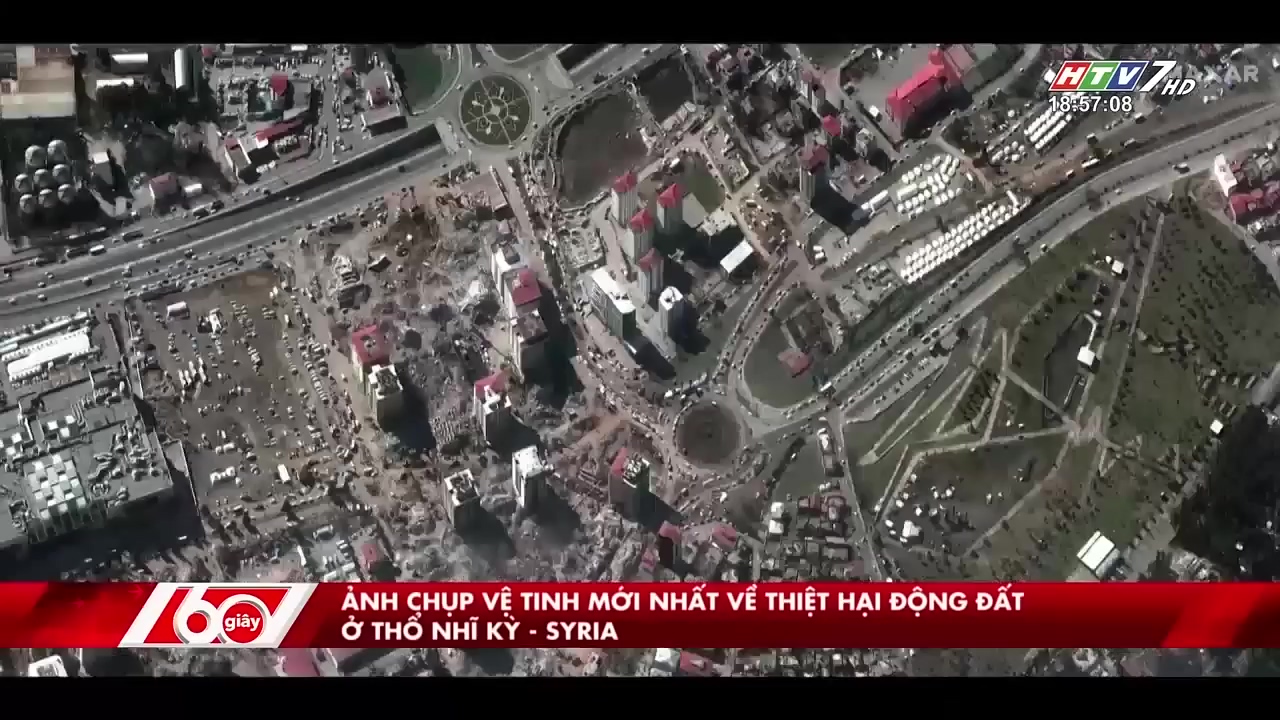 HTV7 HD
18:57:08
60 giây
ẢNH CHỤP VỆ TINH MỚI NHẤT VỀ THIỆT HẠI ĐỘNG ĐẤT
Ở THỔ NHĨ KỲ - SYRIA